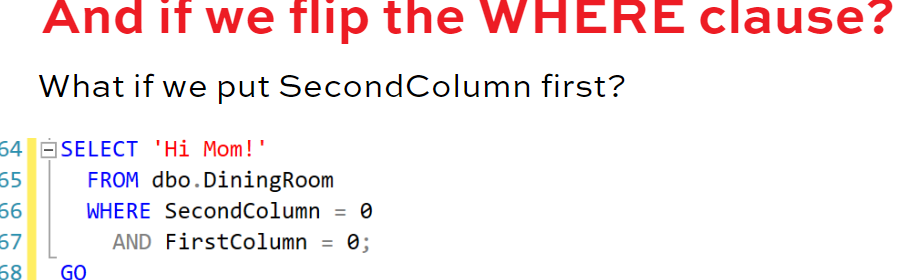 And if we flip the WHERE clause?
What if we put SecondColumn first?
64 SELECT 'Hi Mom!'
65 FROM dbo.DiningRoom
66 WHERE SecondColumn = 0
67 AND FirstColumn = 0;
68 GO